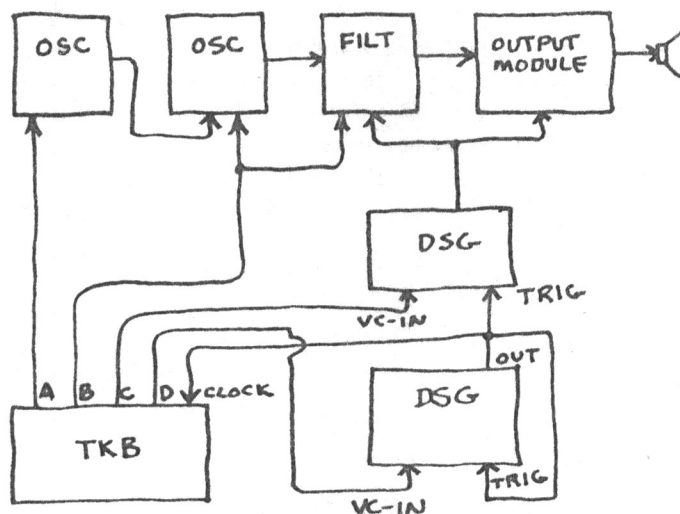 OSC
OSC
FILT
OUTPUT
MODULE
DSG
TRIG
VC-IN
OUT
A B C D CLOCK
DSG
TKB
TRIG
VC-IN